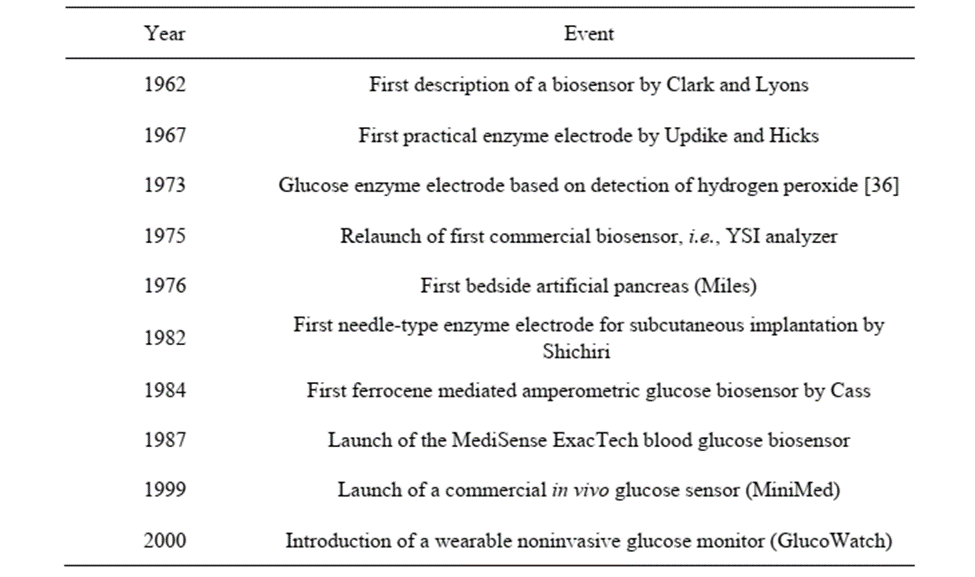 Year Event
1962 First description of a biosensor by Clark and Lyons
1967 First practical enzyme electrode by Updike and Hicks
1973 Glucose enzyme electrode based on detection of hydrogen peroxide [36]
1975 Relaunch of first commercial biosensor, i.e., YSI analyzer
1976 First bedside artificial pancreas (Miles)
1982 First needle-type enzyme electrode for subcutaneous implantation by
Shichiri
1984 First ferrocene mediated amperometric glucose biosensor by Cass
1987 Launch of the MediSense ExacTech blood glucose biosensor
1999 Launch of a commercial in vivo glucose sensor (MiniMed)
2000 Introduction of a wearable noninvasive glucose monitor (GlucoWatch)